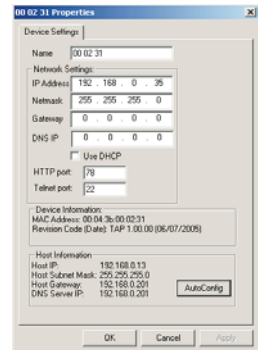 00 02 31 Properties
Device Settings
Name 00 02 31
Network Settings:
IP Address 192 . 168 . 0 . 35
Netmask 255 . 255 . 255 . 0
Gateway 0 . 0 . 0 . 0
DNS IP 0 . 0 . 0 . 0
Use DHCP
HTTP port: 78
Telnet port: 22
Device Information:
MAC Address: 00:04:3b:00:02:31
Revision Code (Date): TAP 1.00.00 (06/07/2005)
Host Information
Host IP: 192.168.0.13
Host Subnet Mask: 255.255.255.0
Host Gateway: 192.168.0.201
DNS Server IP: 192.168.0.201
AutoConfig
OK Cancel Apply